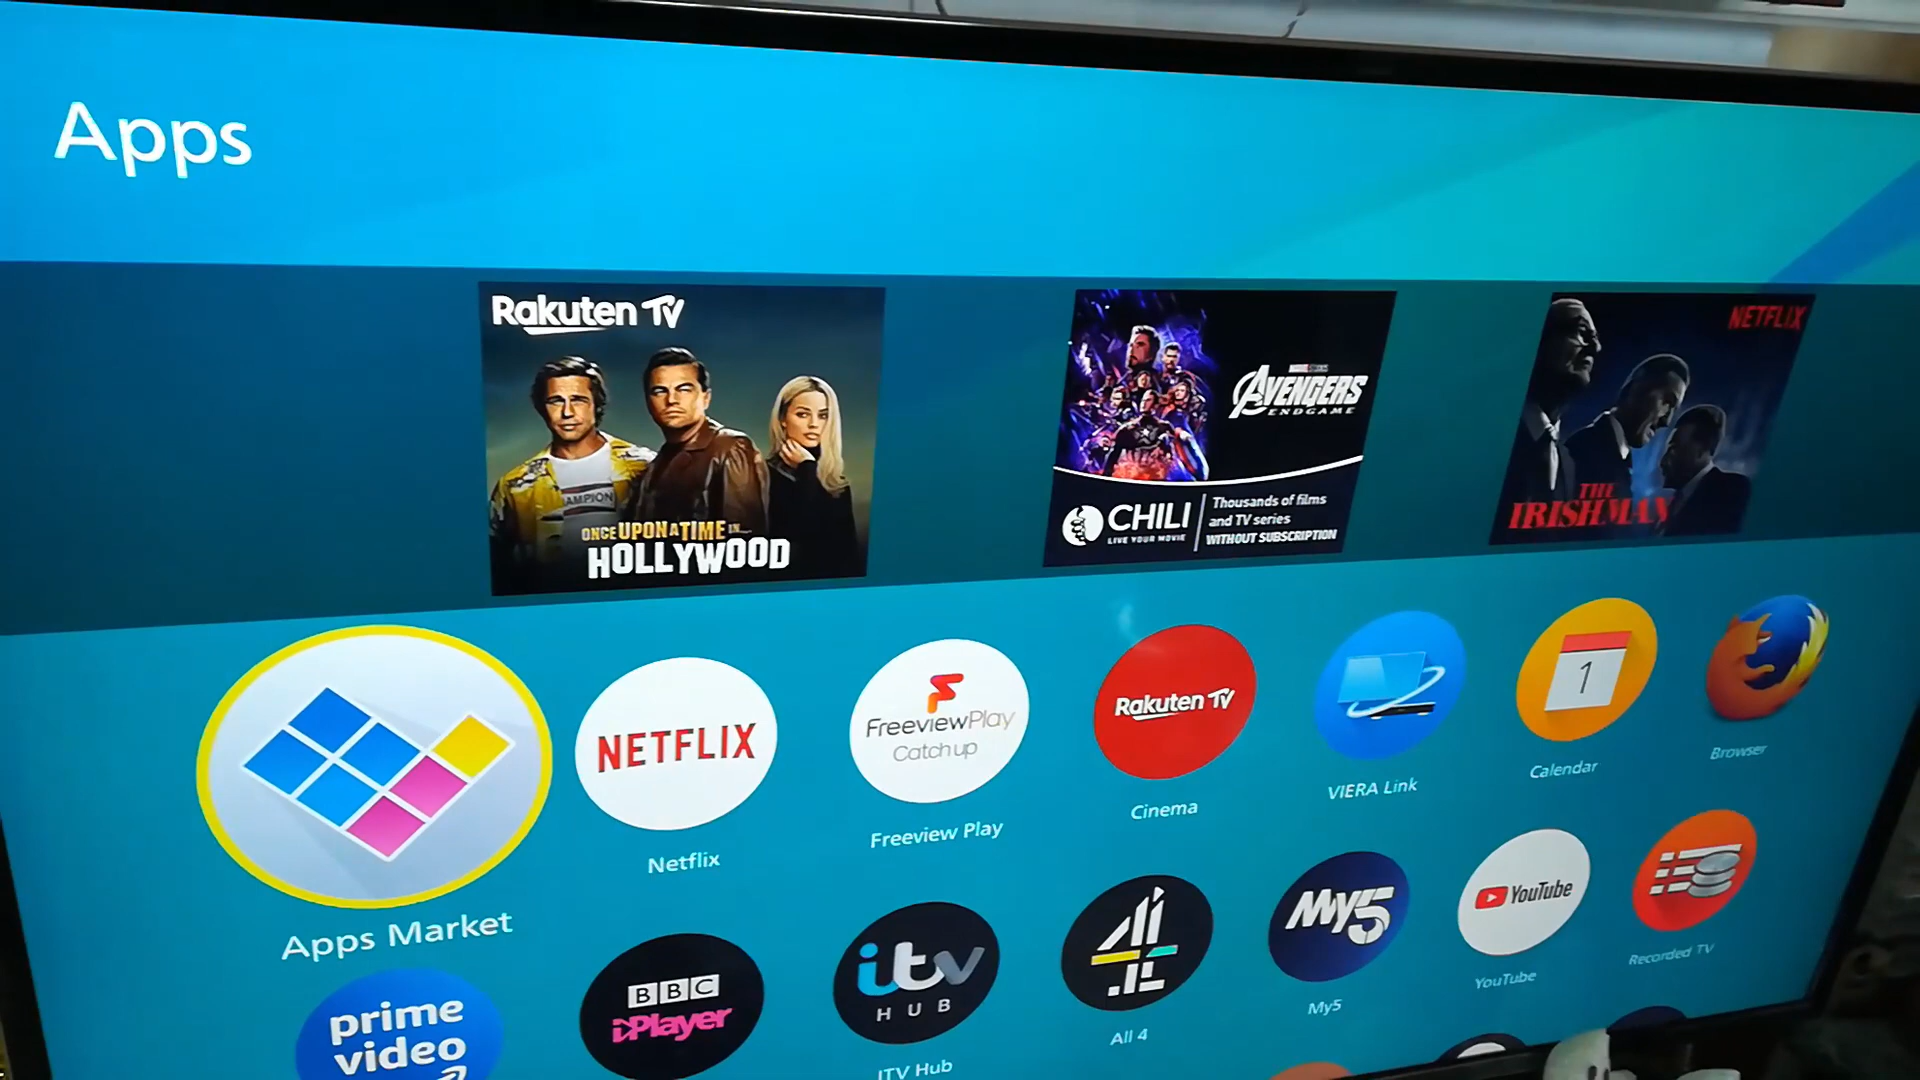 Apps
Rakuten TV
CHAMPION
ONCE UPON A TIME IN...
HOLLYWOOD
MARVEL STUDIOS
AVENGERS
ENDGAME
CHILI
LIVE YOUR MOVIE
Thousands of films
and TV series
WITHOUT SUBSCRIPTION
NETFLIX
THE
IRISHMAN
Apps Market
NETFLIX
Netflix
FreeviewPlay
Catch up
Freeview Play
Rakuten TV
Cinema
VIERA Link
1
Calendar
Browser
prime
video
BBC
iPlayer
itv
HUB
ITV Hub
4
All 4
My5
My5
YouTube
YouTube
Recorded TV